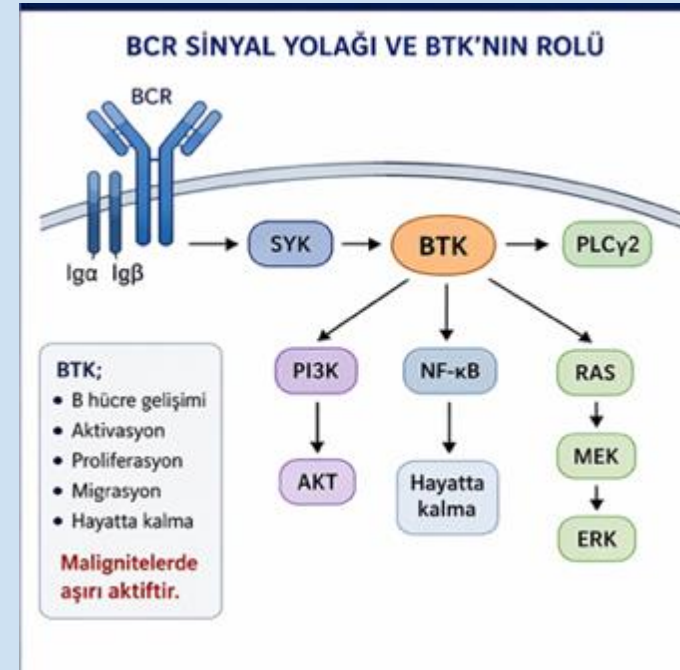 BCR SİNYAL YOLAĞI VE BTK'NIN ROLÜ
BCR
Igα Igβ
SYK
BTK
PLCγ2
PI3K
NF-κB
RAS
AKT
Hayatta
kalma
MEK
ERK
BTK;
• B hücre gelişimi
• Aktivasyon
• Proliferasyon
• Migrasyon
• Hayatta kalma
Malignitelerde
aşırı aktiftir.